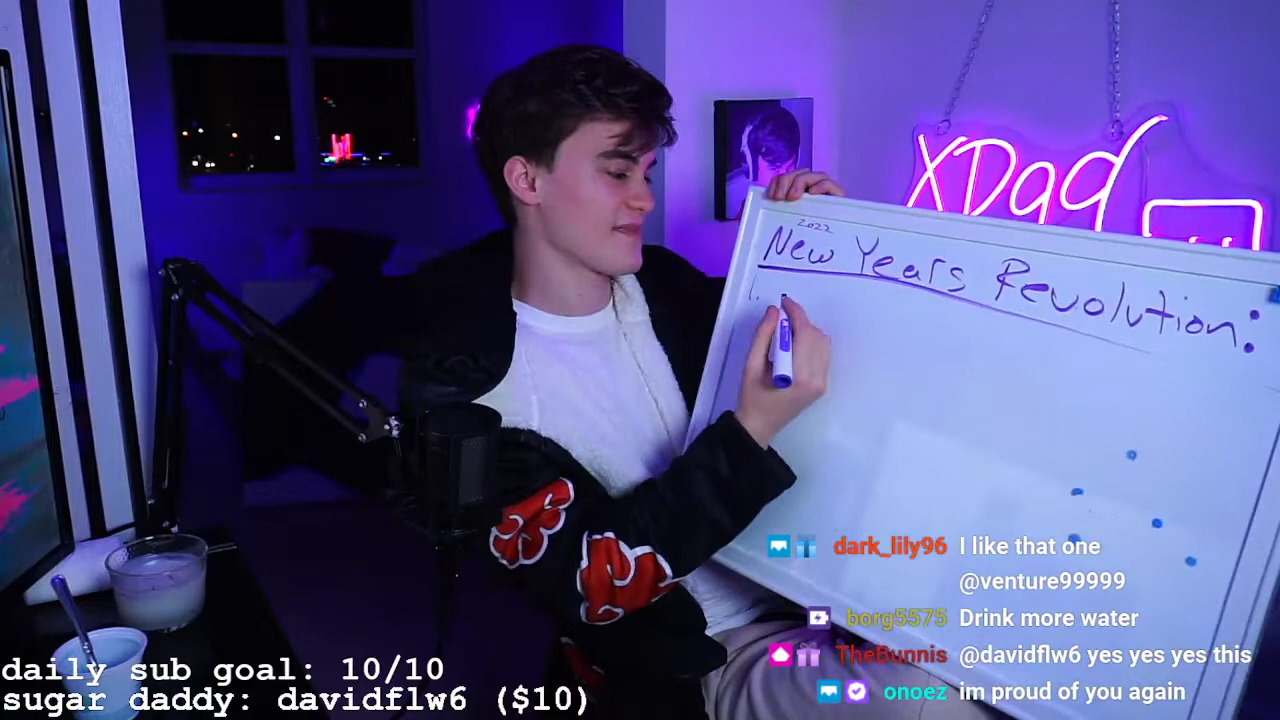 XDad
2022
New Years Revolution:
1.
dark_lily96 I like that one
@venture99999
borg5575 Drink more water
TheBunnis @davidflw6 yes yes yes this
onoez im proud of you again
daily sub goal: 10/10
sugar daddy: davidflw6 ($10)